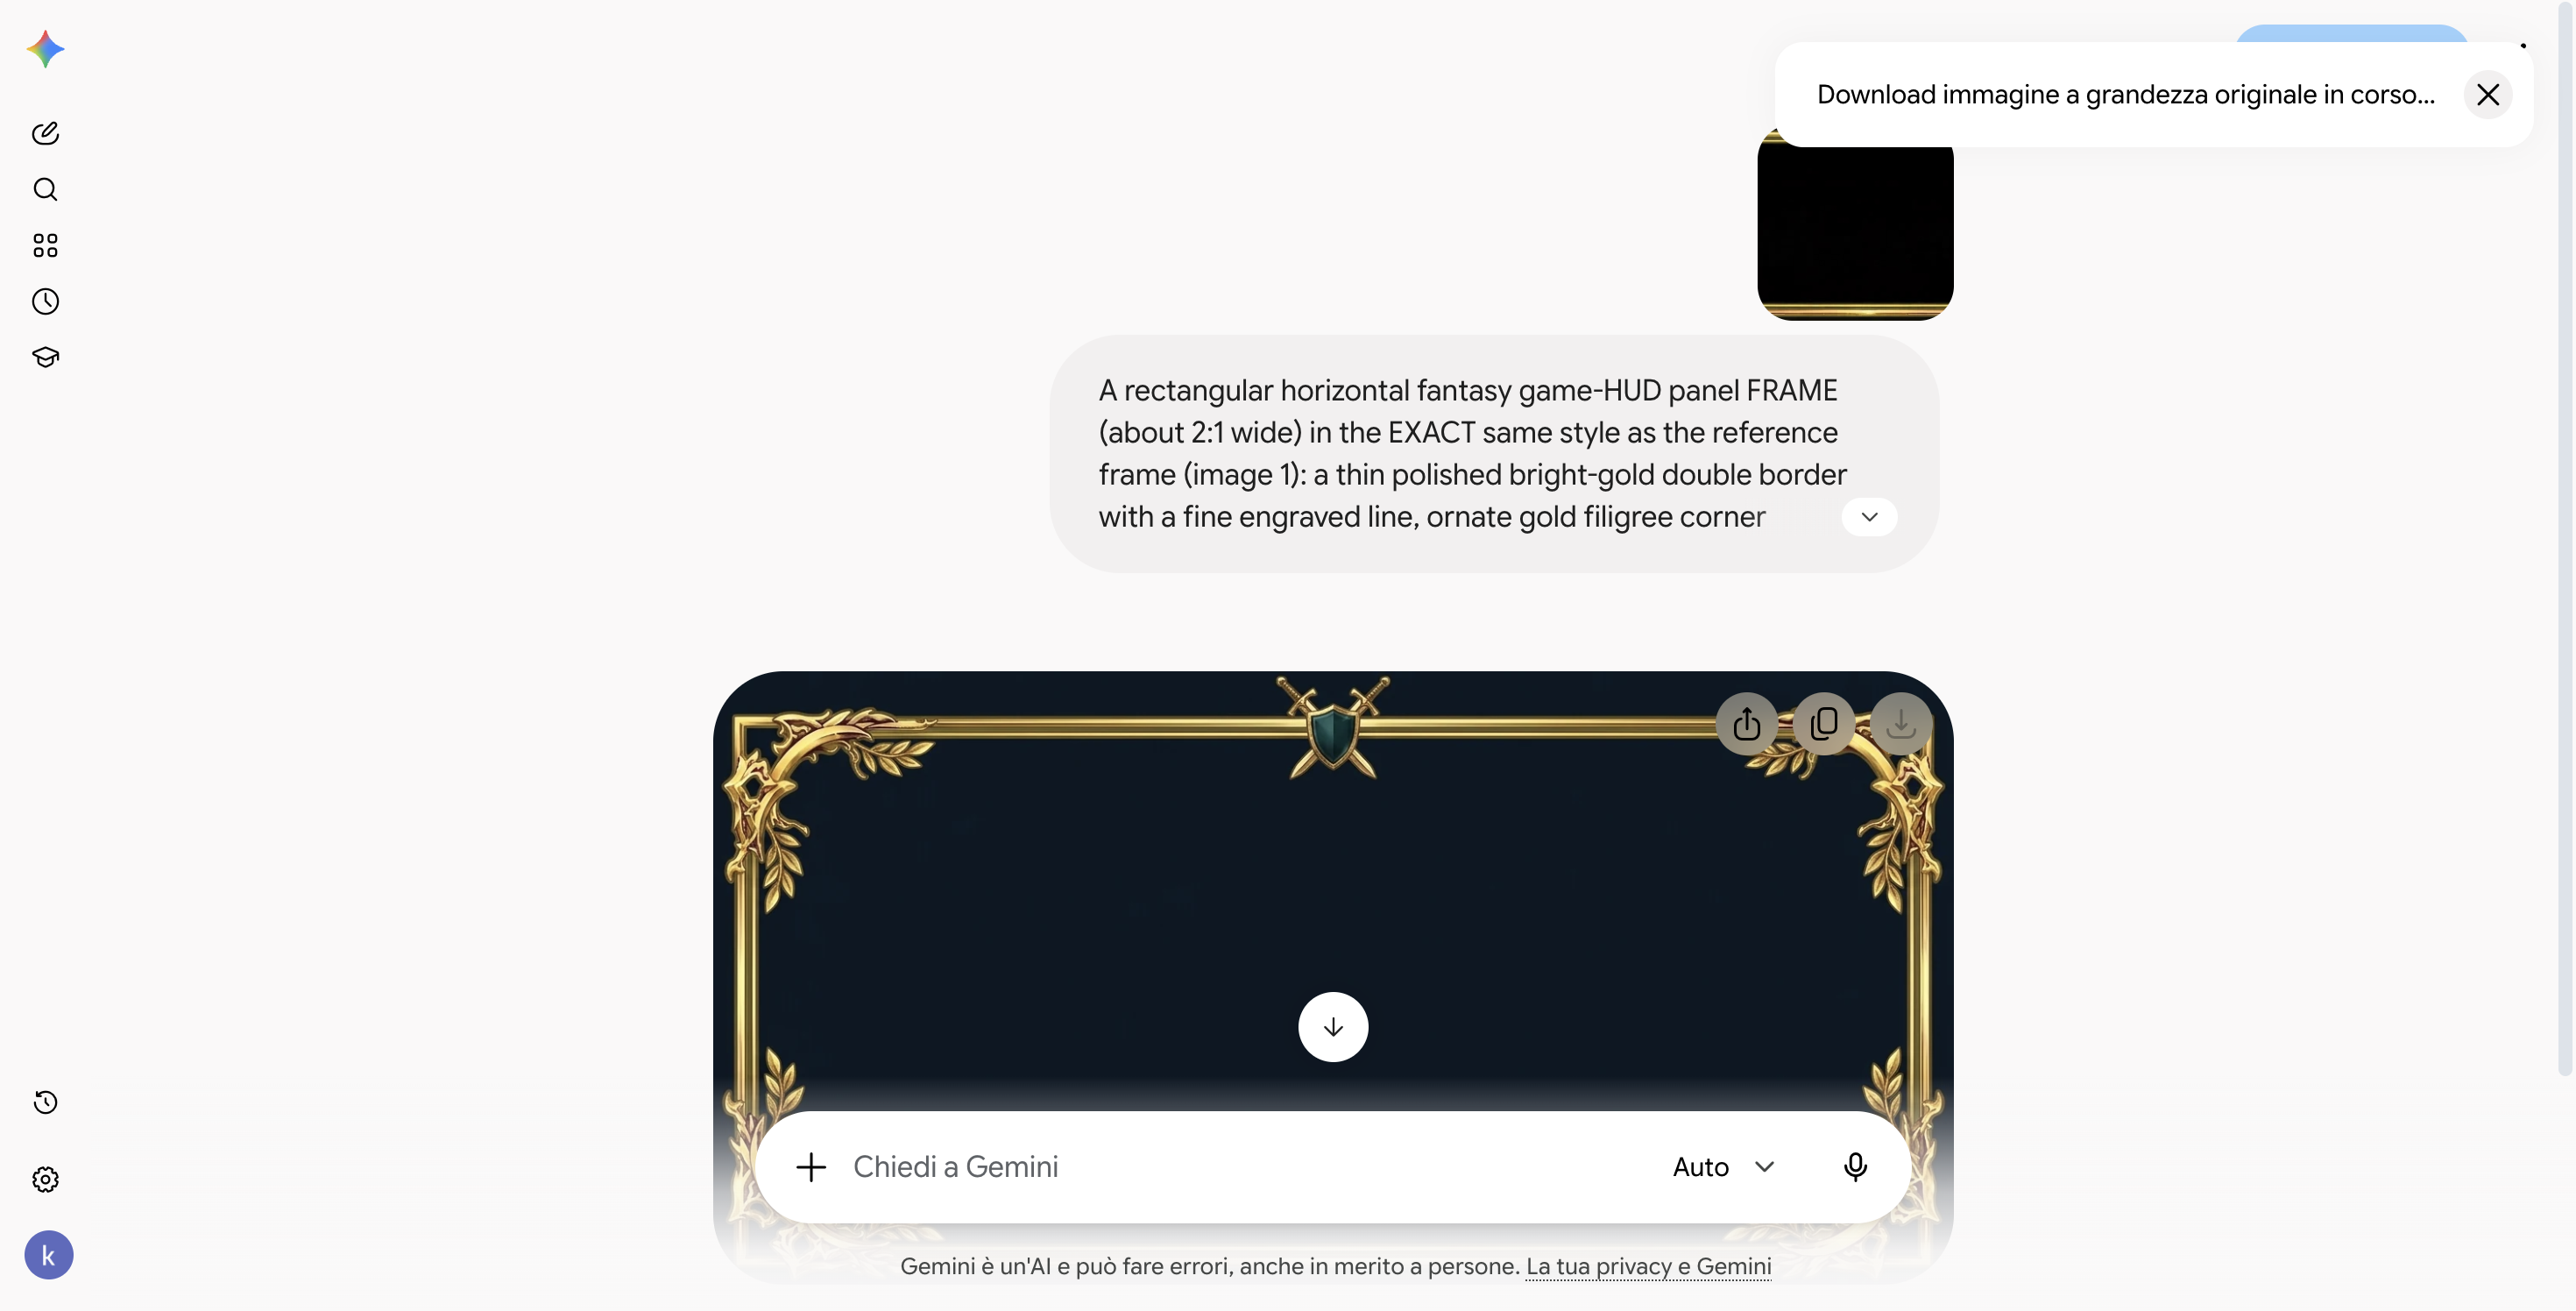 Download immagine a grandezza originale in corso...
A rectangular horizontal fantasy game-HUD panel FRAME
(about 2:1 wide) in the EXACT same style as the reference
frame (image 1): a thin polished bright-gold double border
with a fine engraved line, ornate gold filigree corner
Chiedi a Gemini
Auto
k
Gemini è un'AI e può fare errori, anche in merito a persone. La tua privacy e Gemini